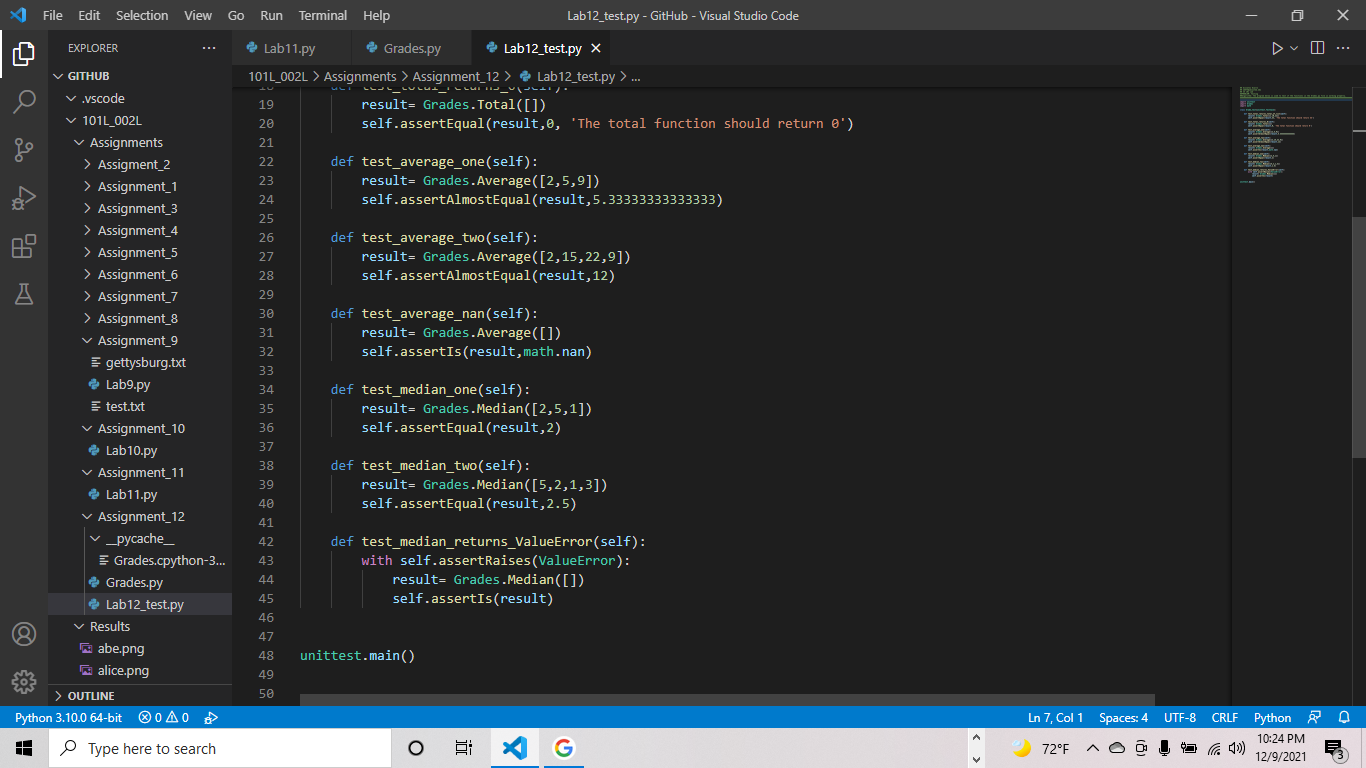 File Edit Selection View Go Run Terminal Help Lab12_test.py - GitHub - Visual Studio Code
EXPLORER ··· Lab11.py Grades.py Lab12_test.py
GITHUB 101L_002L > Assignments > Assignment_12 > Lab12_test.py > ...
.vscode
101L_002L
Assignments
Assigment_2
Assignment_1
Assignment_3
Assignment_4
Assignment_5
Assignment_6
Assignment_7
Assignment_8
Assignment_9
gettysburg.txt
Lab9.py
test.txt
Assignment_10
Lab10.py
Assignment_11
Lab11.py
Assignment_12
__pycache__
Grades.cpython-3...
Grades.py
Lab12_test.py
Results
abe.png
alice.png
OUTLINE
18 def test_total_returns_0(self):
19 result= Grades.Total([])
20 self.assertEqual(result,0, 'The total function should return 0')
21
22 def test_average_one(self):
23 result= Grades.Average([2,5,9])
24 self.assertAlmostEqual(result,5.33333333333333)
25
26 def test_average_two(self):
27 result= Grades.Average([2,15,22,9])
28 self.assertAlmostEqual(result,12)
29
30 def test_average_nan(self):
31 result= Grades.Average([])
32 self.assertIs(result,math.nan)
33
34 def test_median_one(self):
35 result= Grades.Median([2,5,1])
36 self.assertEqual(result,2)
37
38 def test_median_two(self):
39 result= Grades.Median([5,2,1,3])
40 self.assertEqual(result,2.5)
41
42 def test_median_returns_ValueError(self):
43 with self.assertRaises(ValueError):
44 result= Grades.Median([])
45 self.assertIs(result)
46
47
48 unittest.main()
49
50
Python 3.10.0 64-bit 0 0 Ln 7, Col 1 Spaces: 4 UTF-8 CRLF Python
Type here to search 72°F 10:24 PM
12/9/2021 3